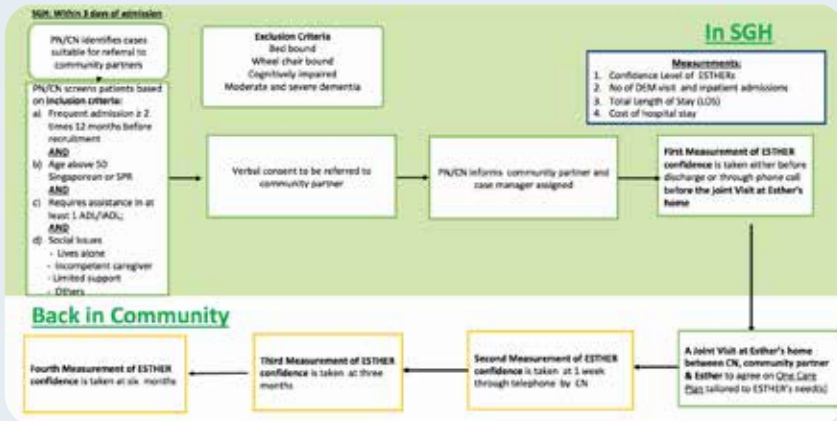 SGH: Within 3 days of admission
PN/CN identifies cases
suitable for referral to
community partners
PN/CN screens patients based
on inclusion criteria:
a) Frequent admission ≥ 2
times 12 months before
recruitment
AND
b) Age above 50
Singaporean or SPR
AND
c) Requires assistance in at
least 1 ADL/iADL;
AND
d) Social issues
- Lives alone
- Incompetent caregiver
- Limited support
- Others
Exclusion Criteria
Bed bound
Wheel chair bound
Cognitively impaired
Moderate and severe dementia
In SGH
Measurements:
1. Confidence Level of ESTHERs
2. No of DEM visit and inpatient admissions
3. Total Length of Stay (LOS)
4. Cost of hospital stay
Verbal consent to be referred to
community partner
PN/CN informs community partner and
case manager assigned
First Measurement of ESTHER
confidence is taken either before
discharge or through phone call
before the joint Visit at Esther's
home
Back in Community
A Joint Visit at Esther's home
between CN, community partner
& Esther to agree on One Care
Plan tailored to ESTHER's need(s)
Second Measurement of ESTHER
confidence is taken at 1 week
through telephone by CN
Third Measurement of ESTHER
confidence is taken at three
months
Fourth Measurement of ESTHER
confidence is taken at six months